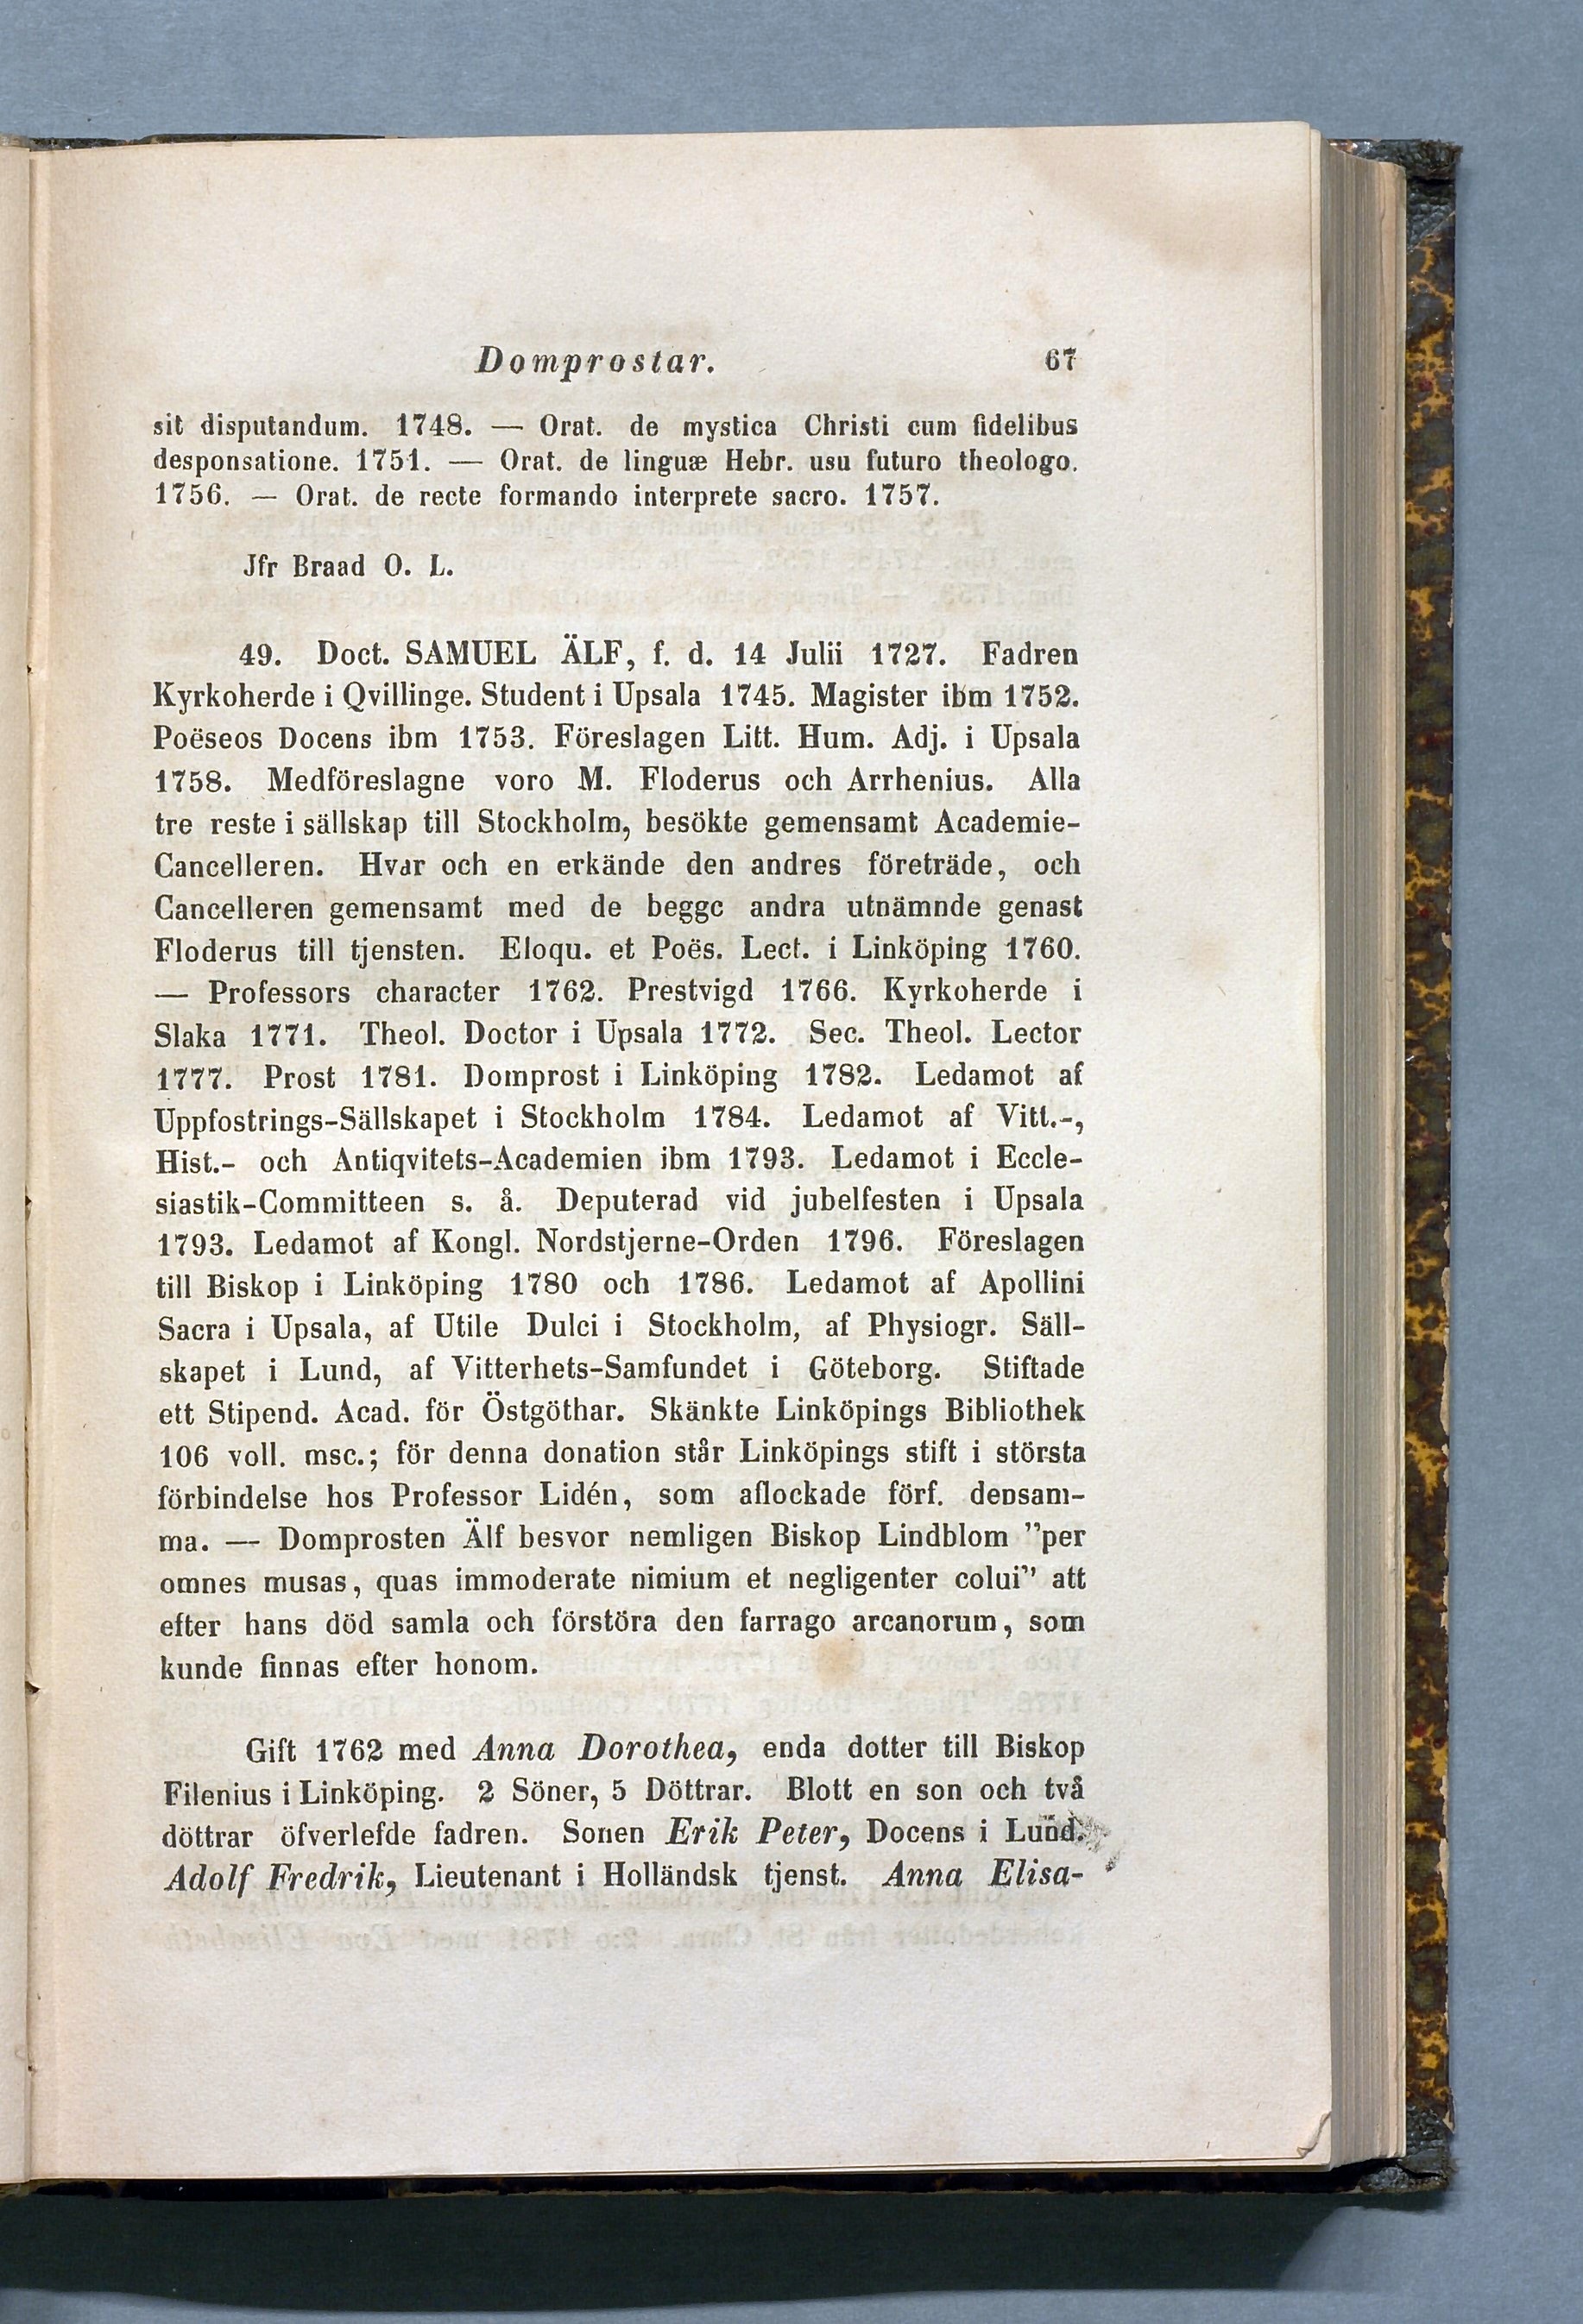 Domprostar. 67
sit disputandum. 1748. — Orat. de mystica Christi cum fidelibus
desponsatione. 1751. — Orat. de linguæ Hebr. usu futuro theologo.
1756. — Orat. de recte formando interprete sacro. 1757.
Jfr Braad O. L.
49. Doct. SAMUEL ÄLF, f. d. 14 Julii 1727. Fadren
Kyrkoherde i Qvillinge. Student i Upsala 1745. Magister ibm 1752.
Poëseos Docens ibm 1753. Föreslagen Litt. Hum. Adj. i Upsala
1758. Medföreslagne voro M. Floderus och Arrhenius. Alla
tre reste i sällskap till Stockholm, besökte gemensamt Academie-
Cancelleren. Hvar och en erkände den andres företräde, och
Cancelleren gemensamt med de begge andra utnämnde genast
Floderus till tjensten. Eloqu. et Poës. Lect. i Linköping 1760.
— Professors character 1762. Prestvigd 1766. Kyrkoherde i
Slaka 1771. Theol. Doctor i Upsala 1772. Sec. Theol. Lector
1777. Prost 1781. Domprost i Linköping 1782. Ledamot af
Uppfostrings-Sällskapet i Stockholm 1784. Ledamot af Vitt.-,
Hist.- och Antiqvitets-Academien ibm 1793. Ledamot i Eccle-
siastik-Committeen s. å. Deputerad vid jubelfesten i Upsala
1793. Ledamot af Kongl. Nordstjerne-Orden 1796. Föreslagen
till Biskop i Linköping 1780 och 1786. Ledamot af Apollini
Sacra i Upsala, af Utile Dulci i Stockholm, af Physiogr. Säll-
skapet i Lund, af Vitterhets-Samfundet i Göteborg. Stiftade
ett Stipend. Acad. för Östgöthar. Skänkte Linköpings Bibliothek
106 voll. msc.; för denna donation står Linköpings stift i största
förbindelse hos Professor Lidén, som aflockade förf. densam-
ma. — Domprosten Älf besvor nemligen Biskop Lindblom "per
omnes musas, quas immoderate nimium et negligenter colui" att
efter hans död samla och förstöra den farrago arcanorum, som
kunde finnas efter honom.
Gift 1762 med Anna Dorothea, enda dotter till Biskop
Filenius i Linköping. 2 Söner, 5 Döttrar. Blott en son och två
döttrar öfverlefde fadren. Sonen Erik Peter, Docens i Lund.
Adolf Fredrik, Lieutenant i Holländsk tjenst. Anna Elisa-